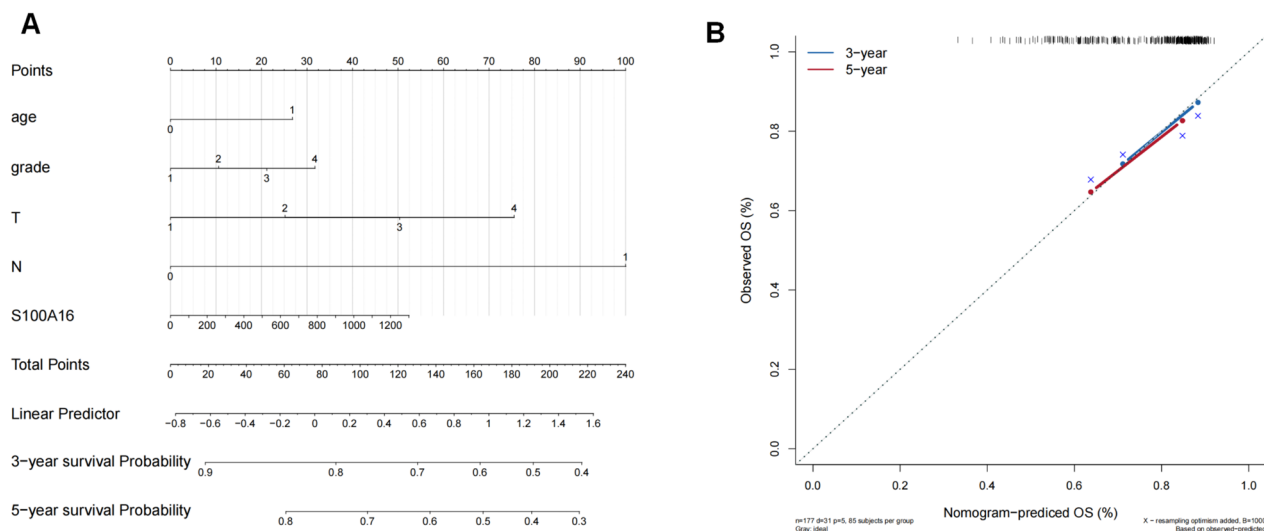 A
Points
0 10 20 30 40 50 60 70 80 90 100
age
1
0
grade
2 4
1 3
T
2 4
1 3
N
1
0
S100A16
0 200 400 600 800 1000 1200
Total Points
0 20 40 60 80 100 120 140 160 180 200 220 240
Linear Predictor
−0.8 −0.6 −0.4 −0.2 0 0.2 0.4 0.6 0.8 1 1.2 1.4 1.6
3−year survival Probability
0.9 0.8 0.7 0.6 0.5 0.4
5−year survival Probability
0.8 0.7 0.6 0.5 0.4 0.3
B
3−year
5−year
Observed OS (%)
1.0
0.8
0.6
0.4
0.2
0.0
0.0 0.2 0.4 0.6 0.8 1.0
Nomogram−prediced OS (%)
n=177 d=31 p=5, 85 subjects per group
Gray: ideal
X − resampling optimism added, B=1000
Based on observed−predicted